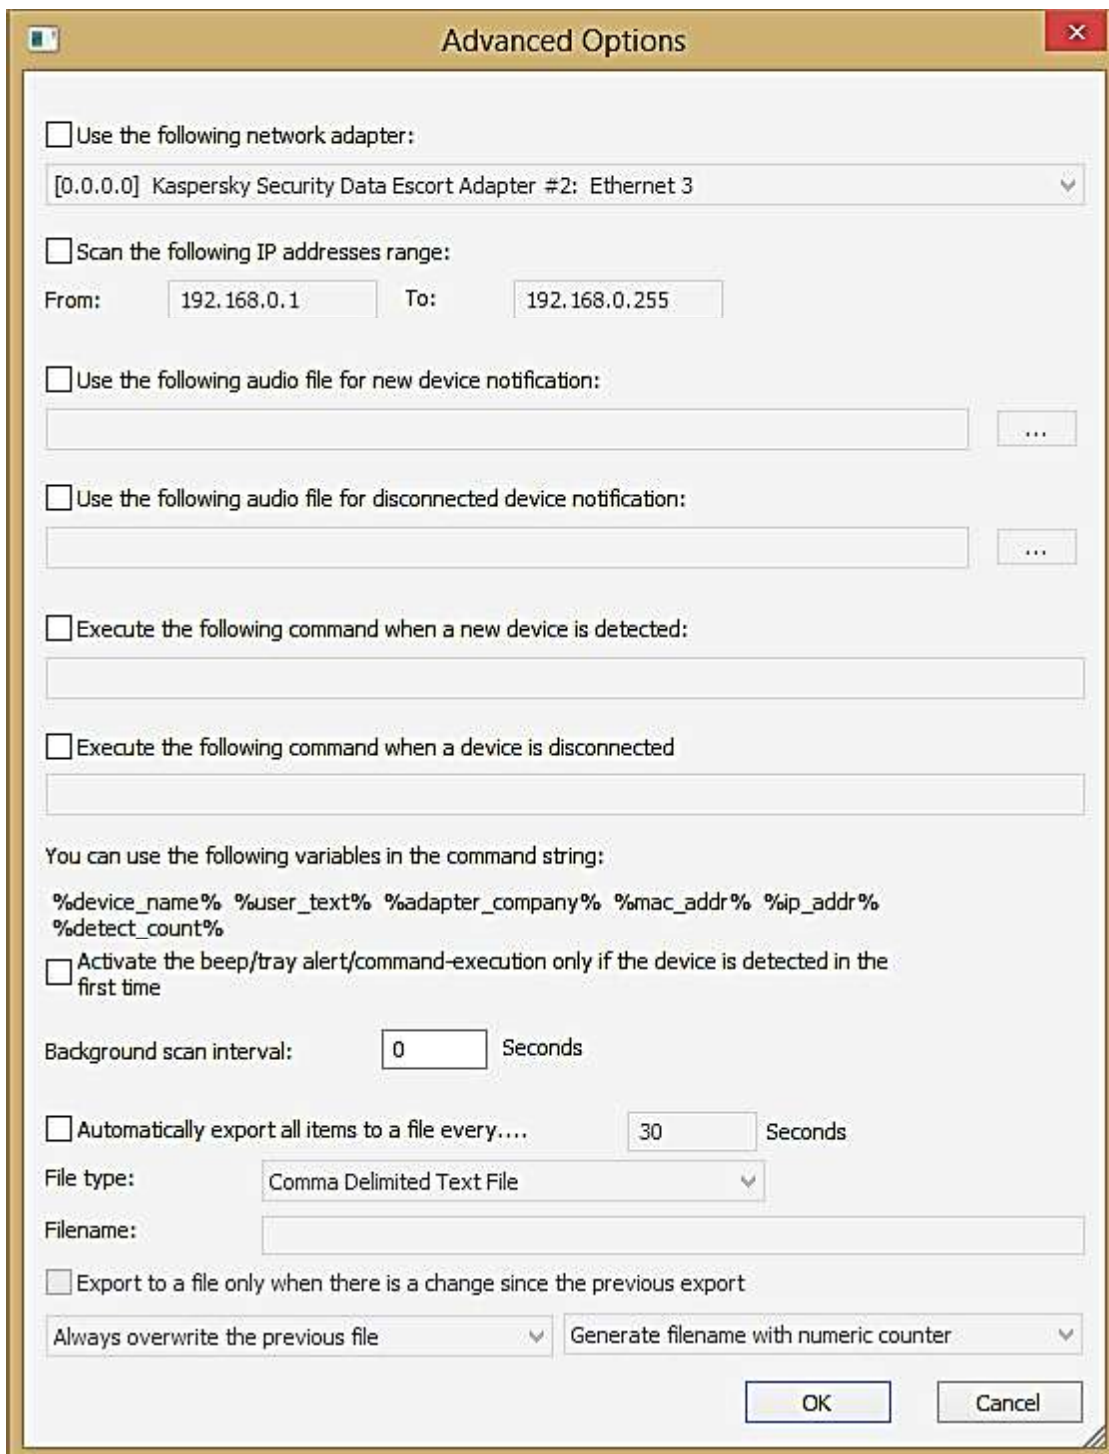 Advanced Options
Use the following network adapter:
[0.0.0.0]  Kaspersky Security Data Escort Adapter #2:  Ethernet 3
Scan the following IP addresses range:
From: 192.168.0.1 To: 192.168.0.255
Use the following audio file for new device notification:
...
Use the following audio file for disconnected device notification:
...
Execute the following command when a new device is detected:
Execute the following command when a device is disconnected
You can use the following variables in the command string:
%device_name%  %user_text%  %adapter_company%  %mac_addr%  %ip_addr%
%detect_count%
Activate the beep/tray alert/command-execution only if the device is detected in the
first time
Background scan interval: 0 Seconds
Automatically export all items to a file every.... 30 Seconds
File type: Comma Delimited Text File
Filename:
Export to a file only when there is a change since the previous export
Always overwrite the previous file Generate filename with numeric counter
OK Cancel